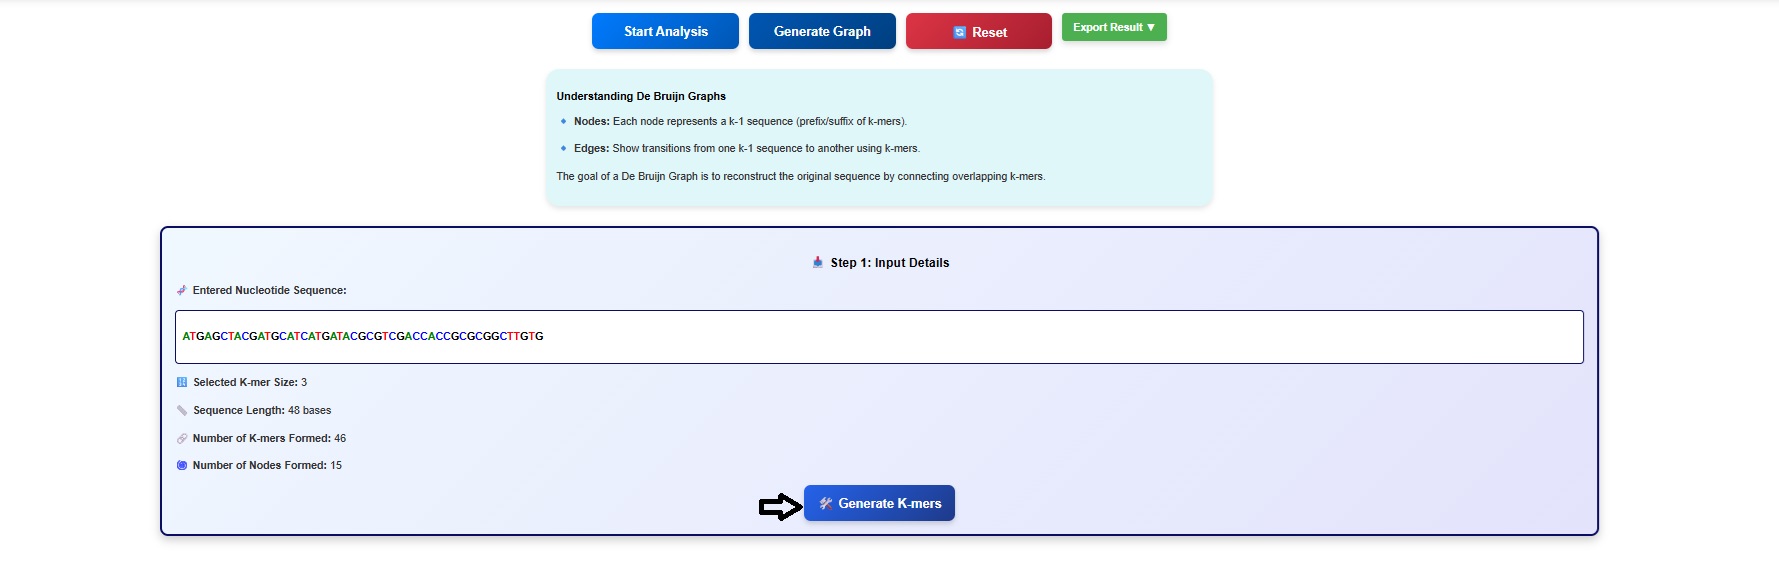 Start Analysis
Generate Graph
Reset
Export Result ▼
Understanding De Bruijn Graphs
Nodes: Each node represents a k-1 sequence (prefix/suffix of k-mers).
Edges: Show transitions from one k-1 sequence to another using k-mers.
The goal of a De Bruijn Graph is to reconstruct the original sequence by connecting overlapping k-mers.
Step 1: Input Details
Entered Nucleotide Sequence:
ATGAGCTACGATGCATCATGATACGCGTCGACCACCGCGCGGCTTGTG
Selected K-mer Size: 3
Sequence Length: 48 bases
Number of K-mers Formed: 46
Number of Nodes Formed: 15
Generate K-mers